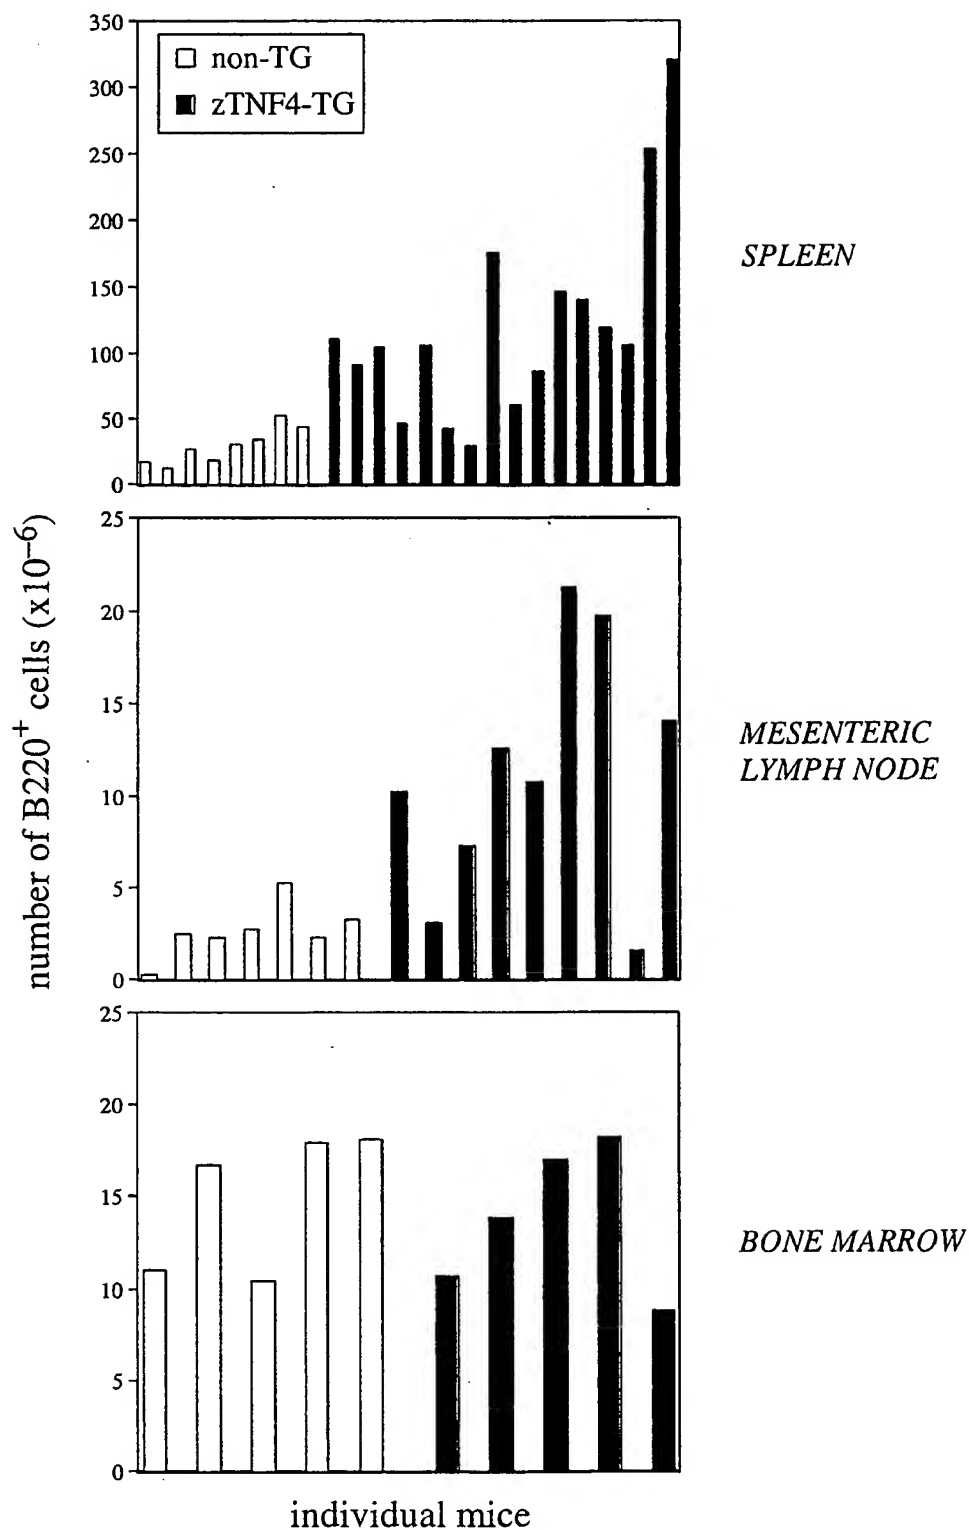 350
300
250
200
150
100
50
0
non-TG
zTNF4-TG
SPLEEN
number of B220+ cells (x10−6)
25
20
15
10
5
0
MESENTERIC
LYMPH NODE
25
20
15
10
5
0
BONE MARROW
individual mice